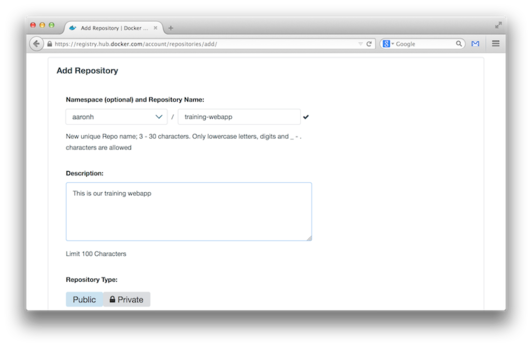 Add Repository | Docker ...
https://registry.hub.docker.com/account/repositories/add/
Google
Add Repository
Namespace (optional) and Repository Name:
aaronh / training-webapp
New unique Repo name; 3 - 30 characters. Only lowercase letters, digits and _ - .
characters are allowed
Description:
This is our training webapp
Limit 100 Characters
Repository Type:
Public Private